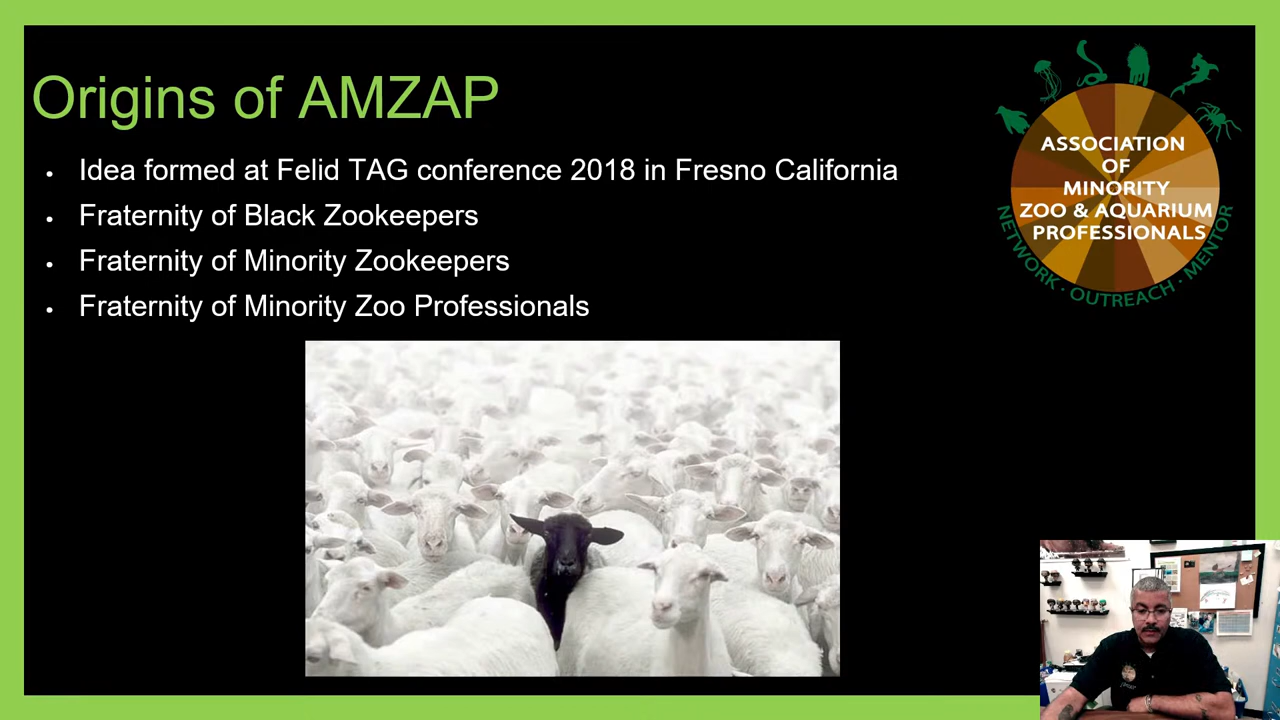 Origins of AMZAP
• Idea formed at Felid TAG conference 2018 in Fresno California
• Fraternity of Black Zookeepers
• Fraternity of Minority Zookeepers
• Fraternity of Minority Zoo Professionals
ASSOCIATION
OF
MINORITY
ZOO & AQUARIUM
PROFESSIONALS
NETWORK · OUTREACH · MENTOR